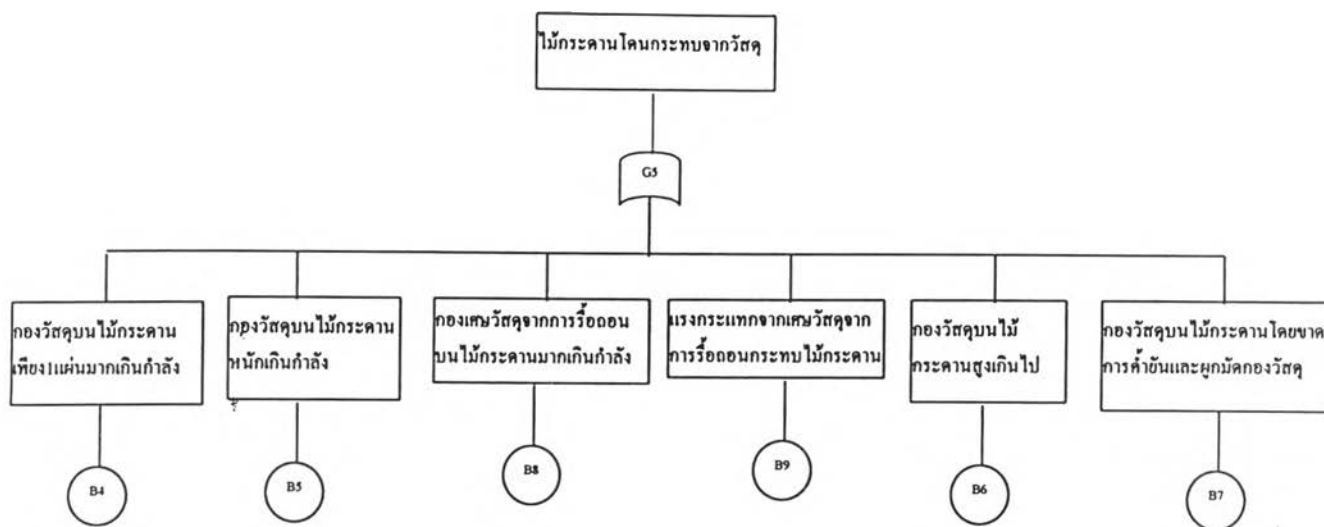 ไม้กระดานโดนกระทบจากวัสดุ
G5
กองวัสดุบนไม้กระดาน
เพียง1แผ่นมากเกินกำลัง
กองวัสดุบนไม้กระดาน
หนักเกินกำลัง
กองเศษวัสดุจากการรื้อถอน
บนไม้กระดานมากเกินกำลัง
แรงกระแทกจากเศษวัสดุจาก
การรื้อถอนกระทบไม้กระดาน
กองวัสดุบนไม้
กระดานสูงเกินไป
กองวัสดุบนไม้กระดานโดยขาด
การค้ำยันและผูกมัดกองวัสดุ
B4
B5
B8
B9
B6
B7